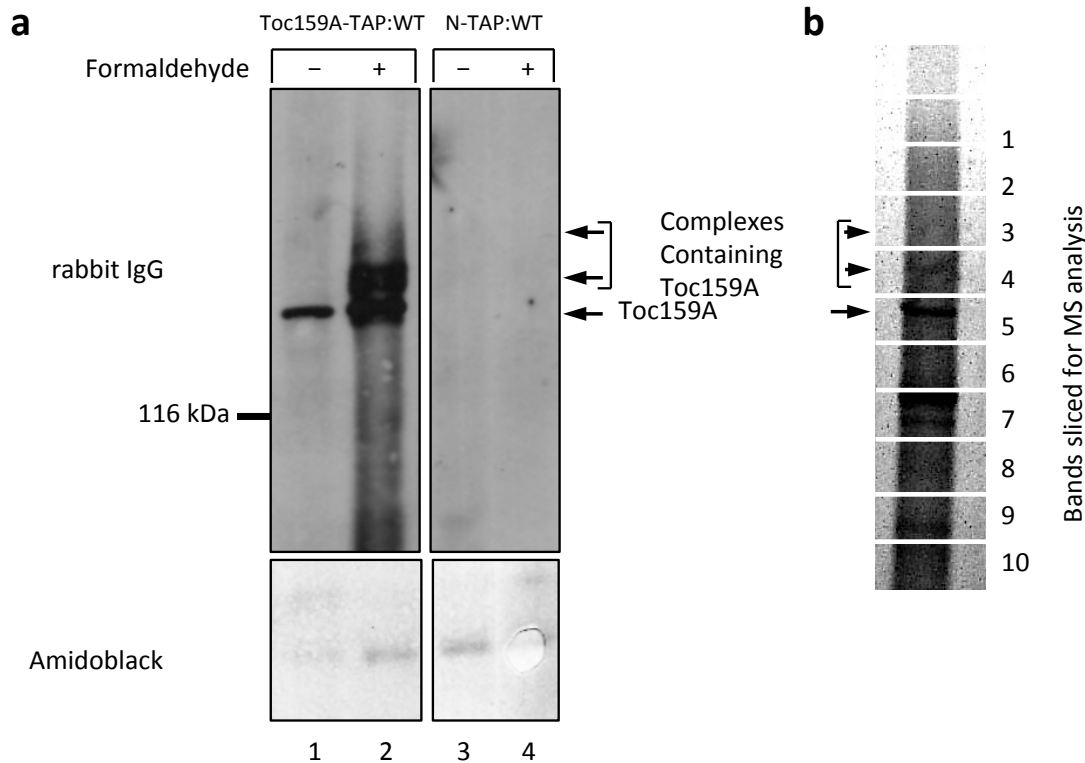 a
Toc159A-TAP:WT
N-TAP:WT
b
Formaldehyde
−
+
−
+
rabbit IgG
116 kDa
Complexes
Containing
Toc159A
Toc159A
Amidoblack
1
2
3
4
1
2
3
4
5
6
7
8
9
10
Bands sliced for MS analysis